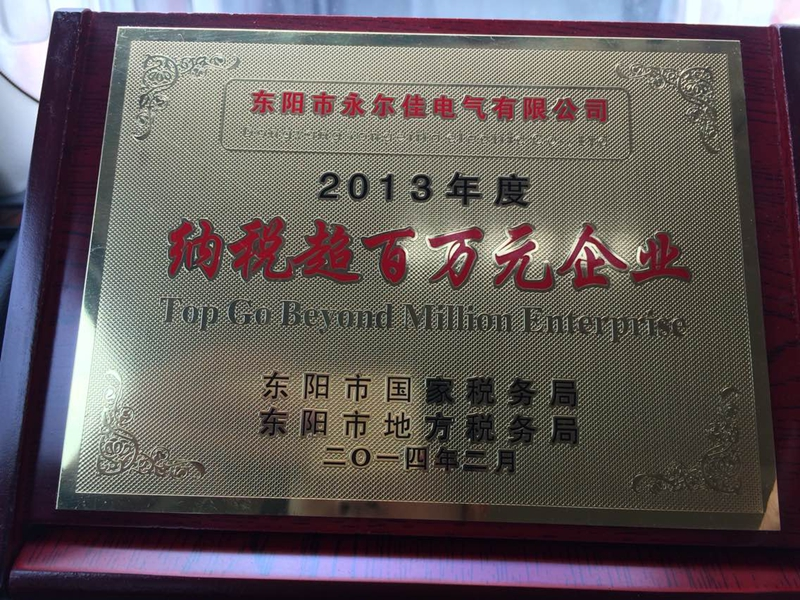 东阳市永尔佳电气有限公司
2013年度
纳税超百万元企业
Top Go Beyond Million Enterprise
东阳市国家税务局
东阳市地方税务局
二〇一四年二月